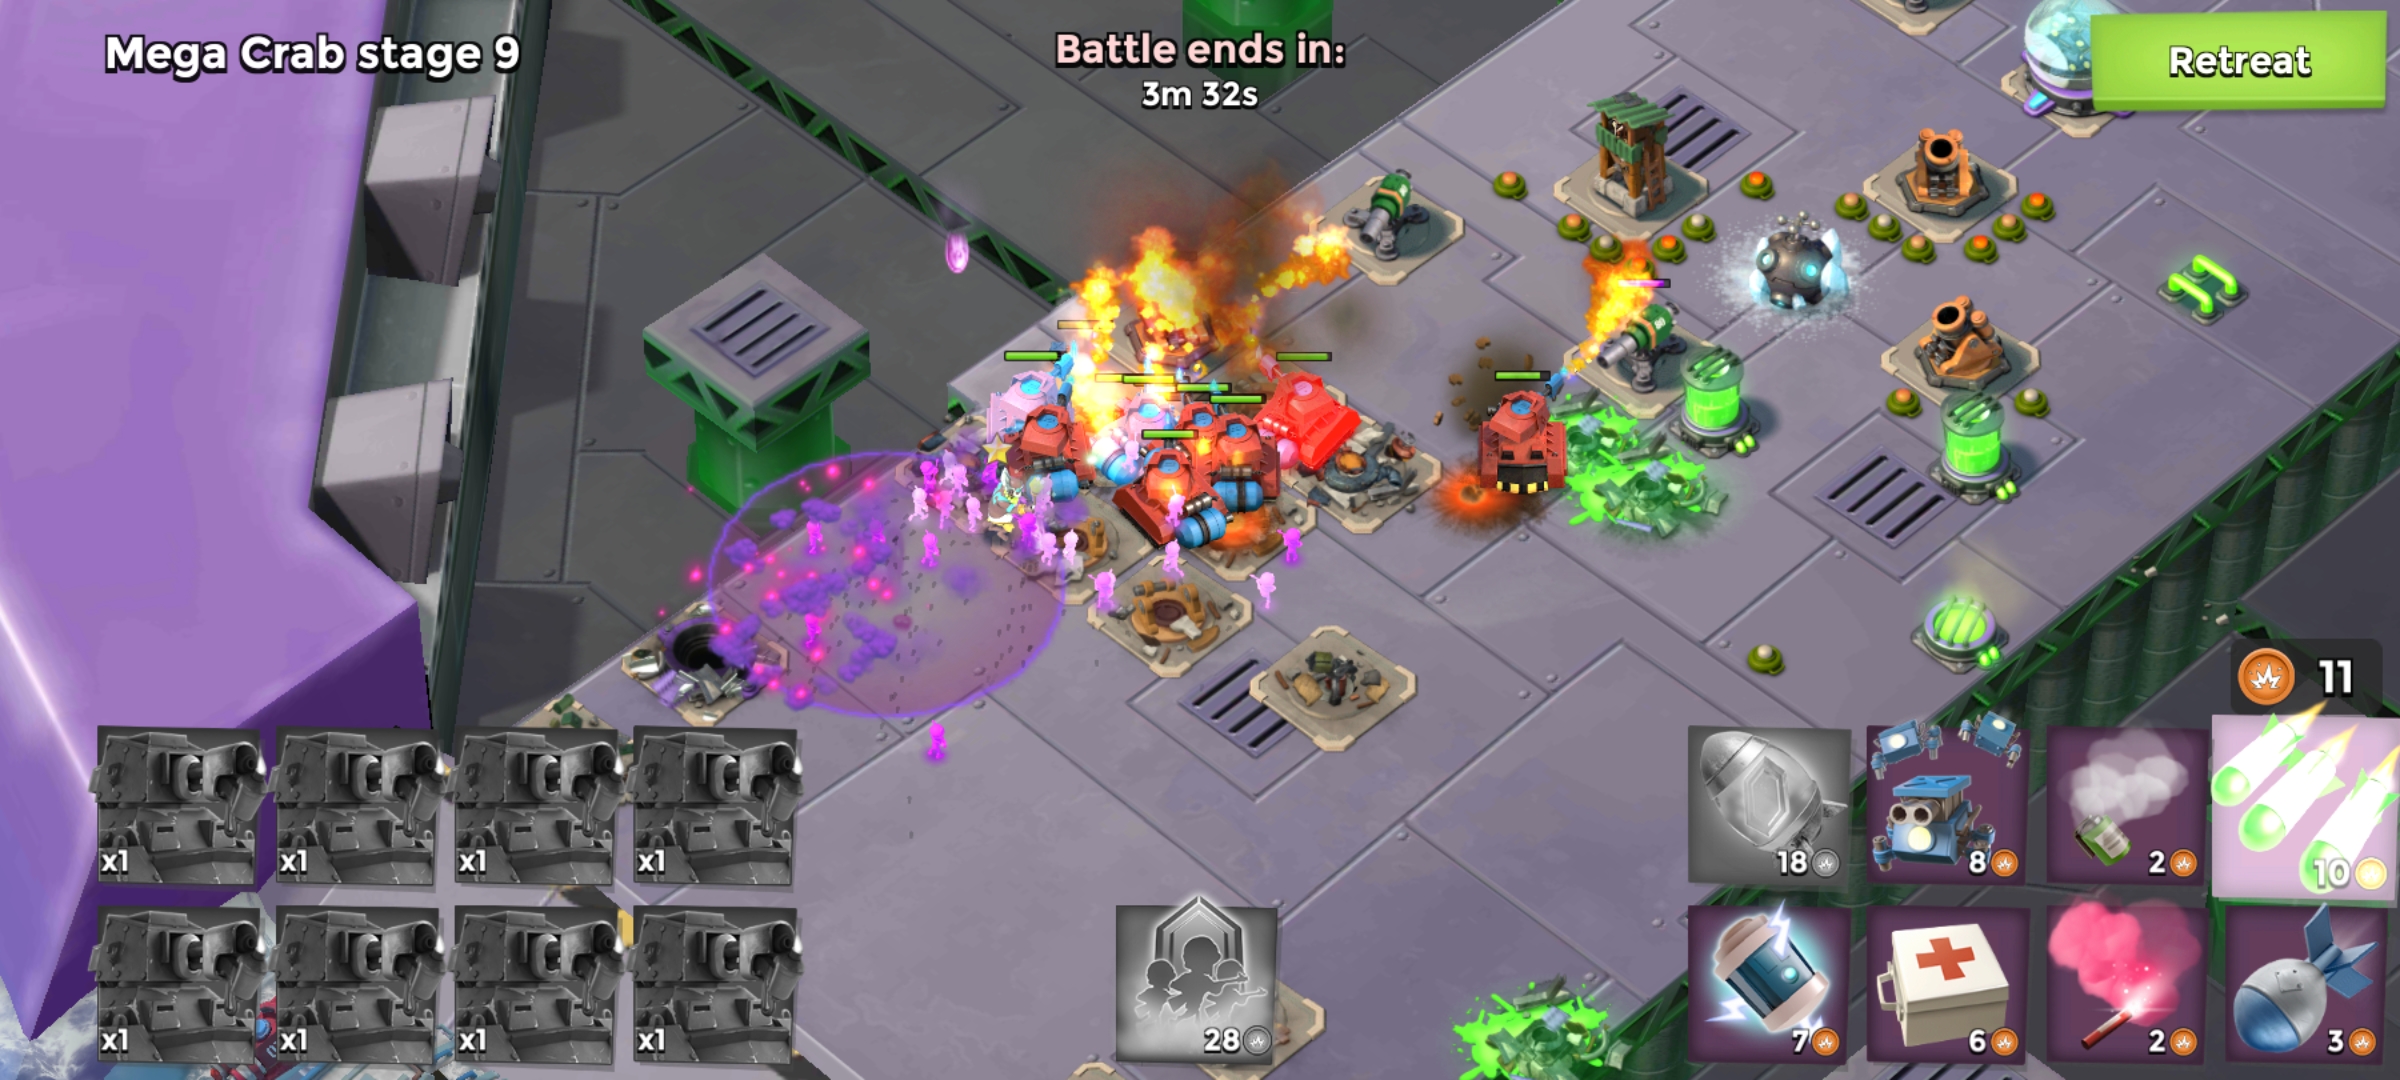 Mega Crab stage 9
Battle ends in:
3m 32s
Retreat
11
x1
x1
x1
x1
18
8
2
10
x1
x1
x1
x1
28
7
6
2
3